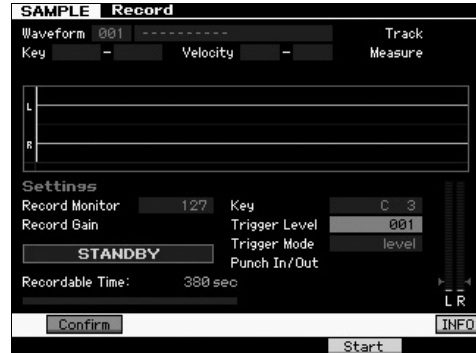 SAMPLE Record
Waveform 001 ---------- Track
Key - Velocity - Measure
L
R
Settings
Record Monitor 127 Key C 3
Record Gain Trigger Level 001
STANDBY Trigger Mode level
Punch In/Out
Recordable Time: 380 sec
L R
Confirm INFO
Start